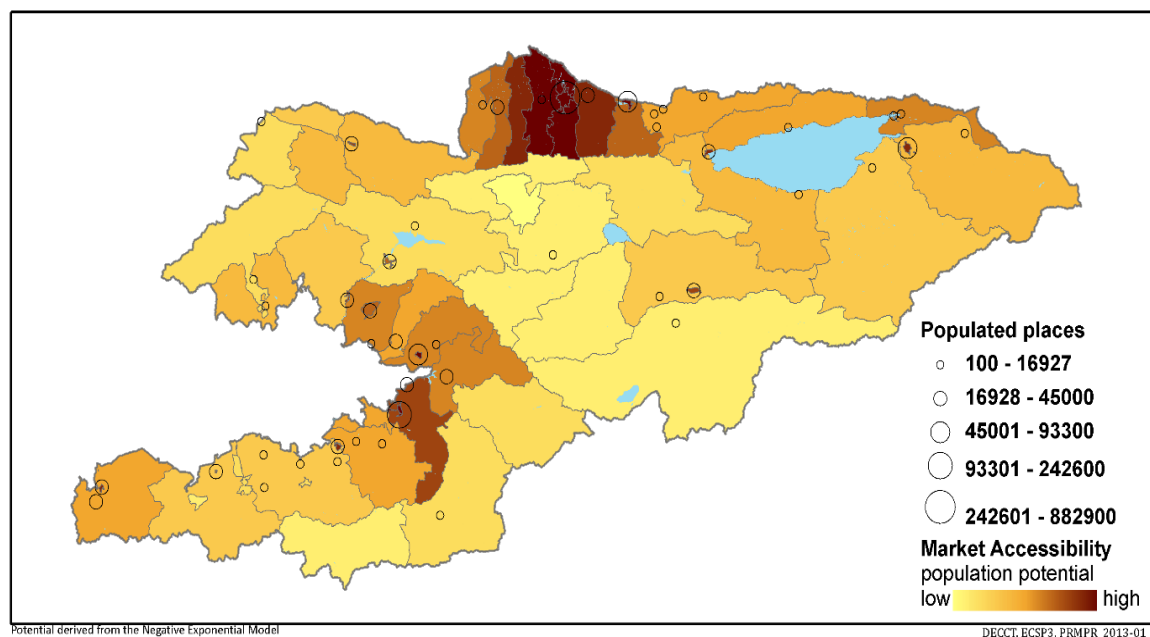 Populated places
100 - 16927
16928 - 45000
45001 - 93300
93301 - 242600
242601 - 882900
Market Accessibility
population potential
low high
Potential derived from the Negative Exponential Model
DECCT. ECSP3. PRMPR 2013-01